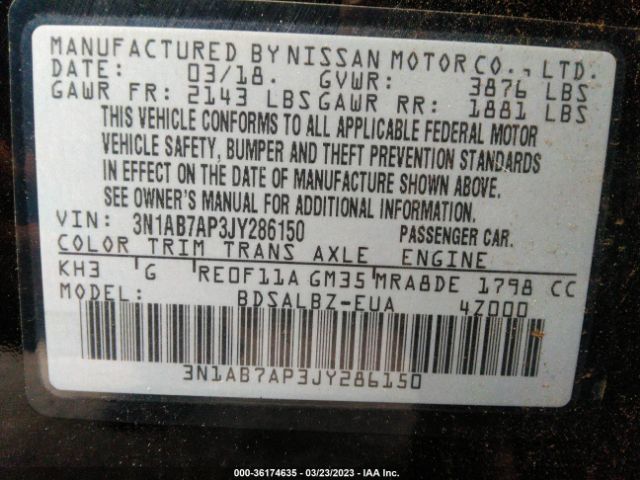 MANUFACTURED BY NISSAN MOTOR CO., LTD.
DATE: 03/18. GVWR: 3876 LBS
GAWR FR: 2143 LBS GAWR RR: 1881 LBS
THIS VEHICLE CONFORMS TO ALL APPLICABLE FEDERAL MOTOR
VEHICLE SAFETY, BUMPER AND THEFT PREVENTION STANDARDS
IN EFFECT ON THE DATE OF MANUFACTURE SHOWN ABOVE.
SEE OWNER'S MANUAL FOR ADDITIONAL INFORMATION.
VIN: 3N1AB7AP3JY286150 PASSENGER CAR.
COLOR TRIM TRANS AXLE ENGINE
KH3 G RE0F11A GM35 MRA8DE 1798 CC
MODEL: BDSALBZ-EUA 4Z000
3N1AB7AP3JY286150
000-36174635 - 03/23/2023 - IAA Inc.